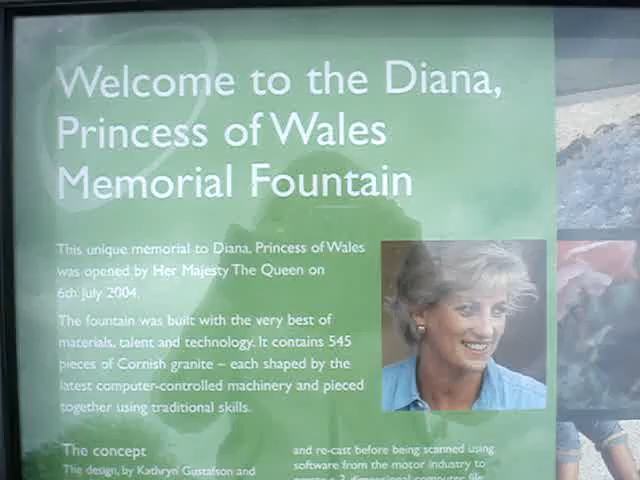 Welcome to the Diana,
Princess of Wales
Memorial Fountain
This unique memorial to Diana, Princess of Wales
was opened by Her Majesty The Queen on
6th July 2004.
The fountain was built with the very best of
materials, talent and technology. It contains 545
pieces of Cornish granite – each shaped by the
latest computer-controlled machinery and pieced
together using traditional skills.
The concept
The design, by Kathryn Gustafson and
and re-cast before being scanned using
software from the motor industry to